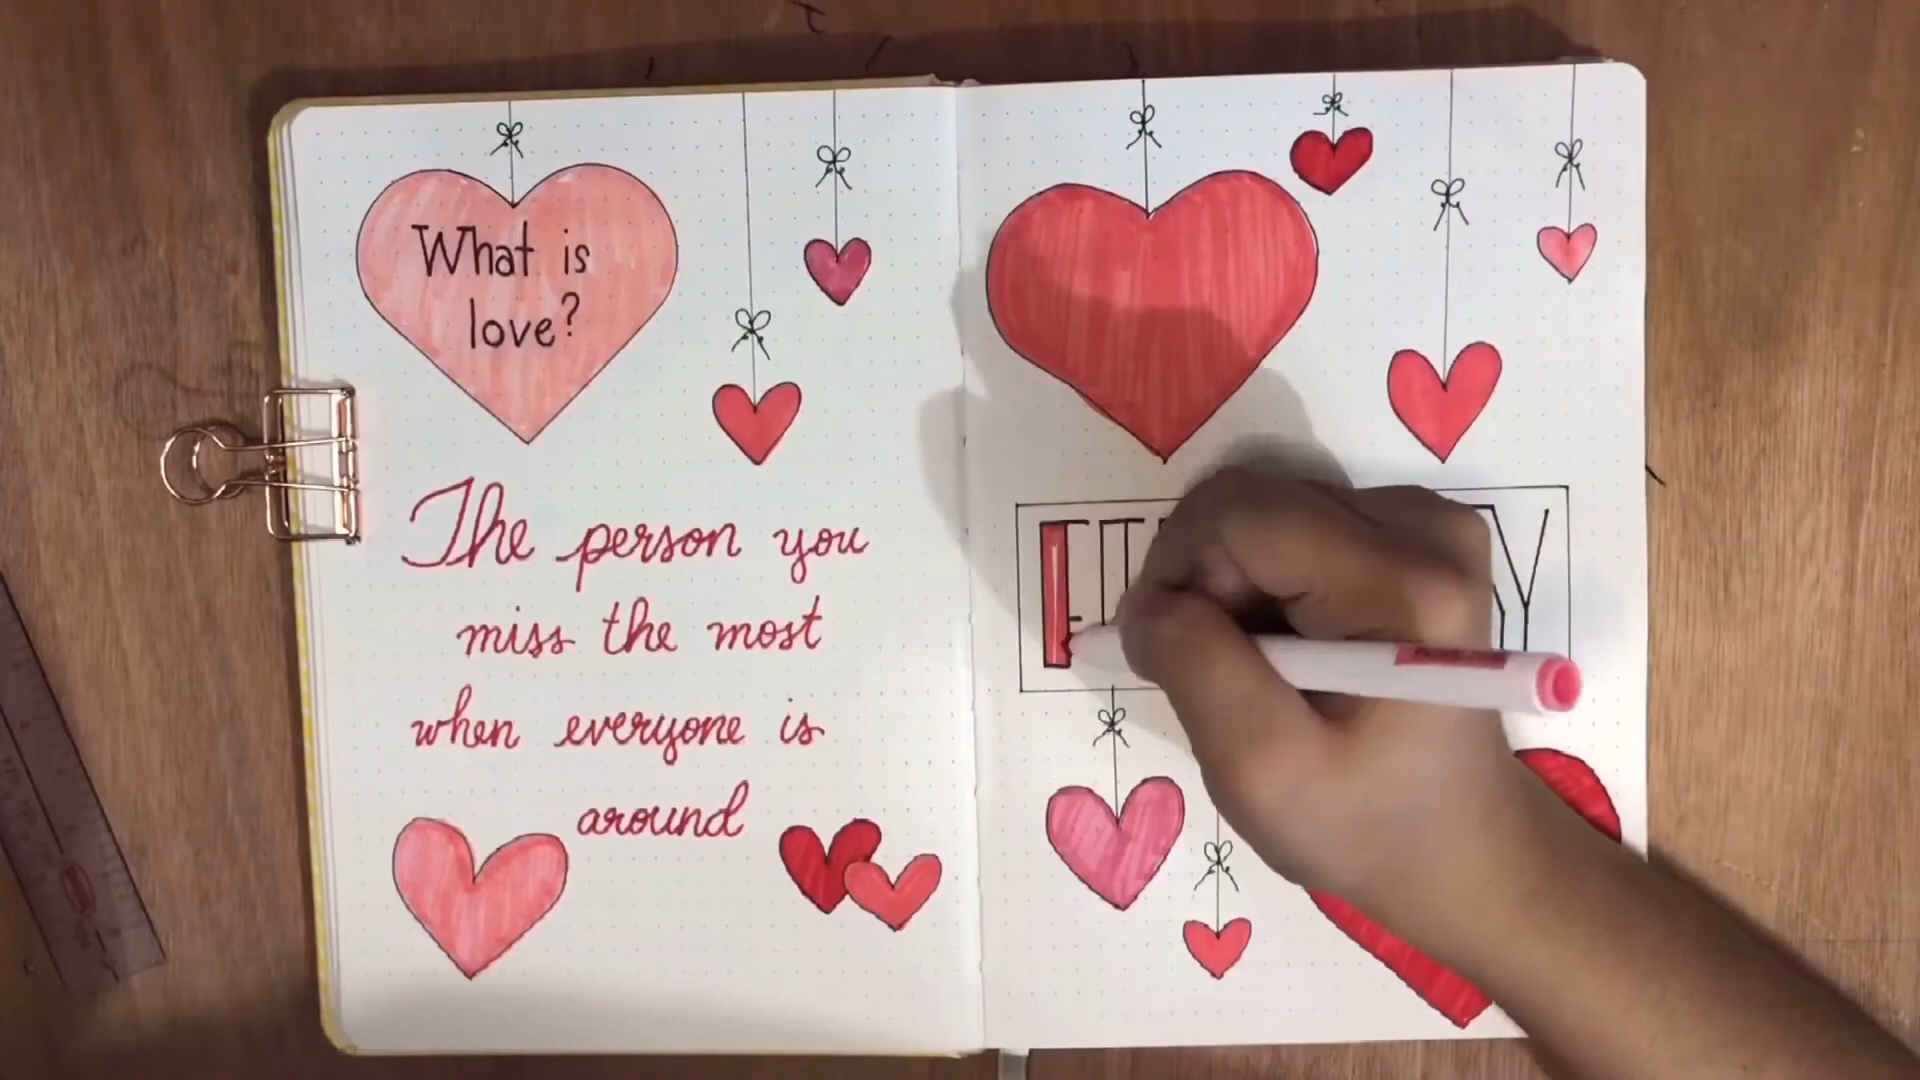 What is
love?
The person you
miss the most
when everyone is
around